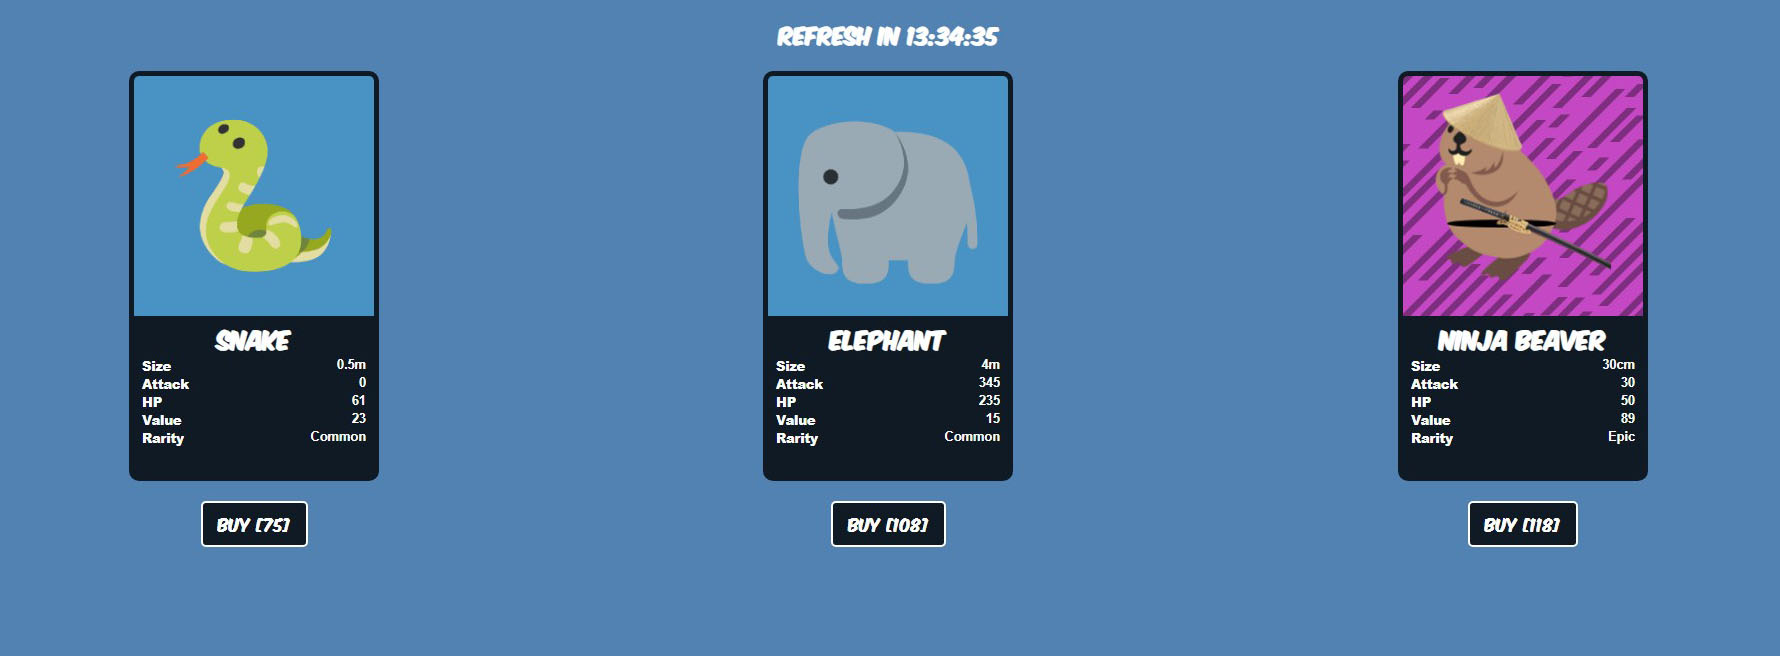 REFRESH IN 13:34:35
SNAKE
Size 0.5m
Attack 0
HP 61
Value 23
Rarity Common
BUY [75]
ELEPHANT
Size 4m
Attack 345
HP 235
Value 15
Rarity Common
BUY [108]
NINJA BEAVER
Size 30cm
Attack 30
HP 50
Value 89
Rarity Epic
BUY [118]